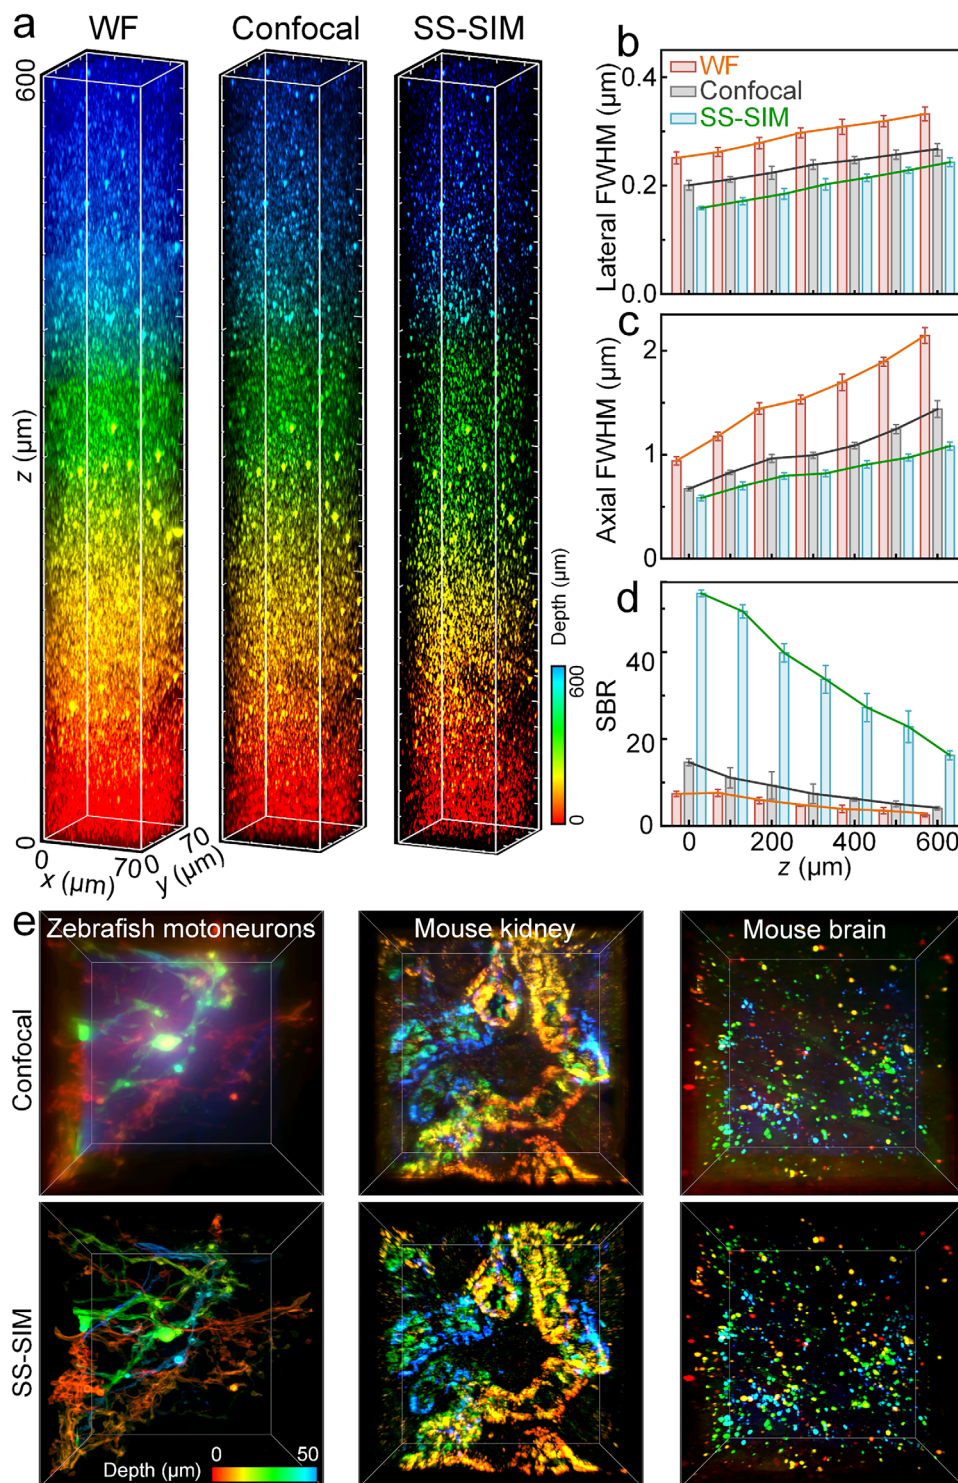 a
WF
Confocal
SS-SIM
600
z (μm)
0
0
x (μm)
70
0
y (μm)
70
Depth (μm)
600
0
b
WF
Confocal
SS-SIM
Lateral FWHM (μm)
0.4
0.2
0.0
c
Axial FWHM (μm)
2
1
0
d
SBR
40
20
0
0
200
400
600
z (μm)
e
Zebrafish motoneurons
Mouse kidney
Mouse brain
Confocal
SS-SIM
0
50
Depth (μm)